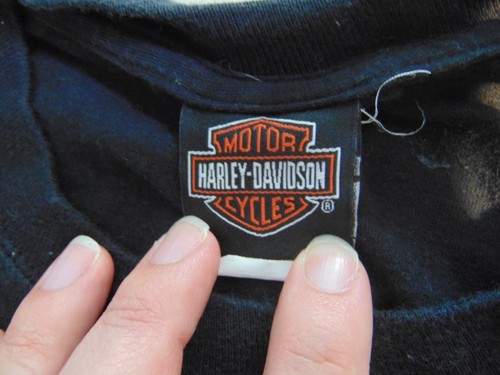 MOTOR
HARLEY-DAVIDSON
CYCLES
®